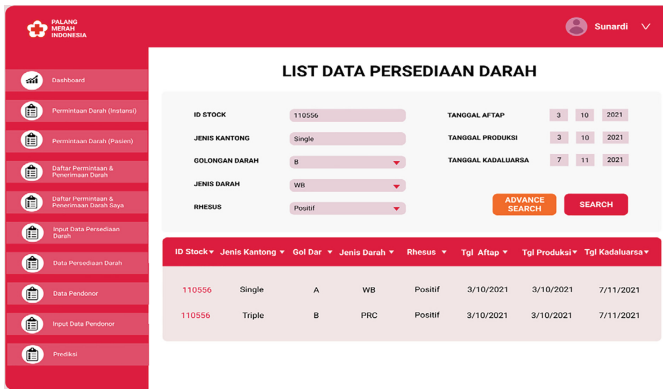 PALANG
MERAH
INDONESIA
Sunardi
Dashboard
Permintaan Darah (Instansi)
Permintaan Darah (Pasien)
Daftar Permintaan &
Penerimaan Darah
Daftar Permintaan &
Penerimaan Darah Saya
Input Data Persediaan
Darah
Data Persediaan Darah
Data Pendonor
Input Data Pendonor
Prediksi
LIST DATA PERSEDIAAN DARAH
ID STOCK 110556 TANGGAL AFTAP 3 10 2021
JENIS KANTONG Single TANGGAL PRODUKSI 3 10 2021
GOLONGAN DARAH B TANGGAL KADALUARSA 7 11 2021
JENIS DARAH WB
RHESUS Positif
ADVANCE
SEARCH
SEARCH
ID Stock Jenis Kantong Gol Dar Jenis Darah Rhesus Tgl Aftap Tgl Produksi Tgl Kadaluarsa
110556 Single A WB Positif 3/10/2021 3/10/2021 7/11/2021
110556 Triple B PRC Positif 3/10/2021 3/10/2021 7/11/2021